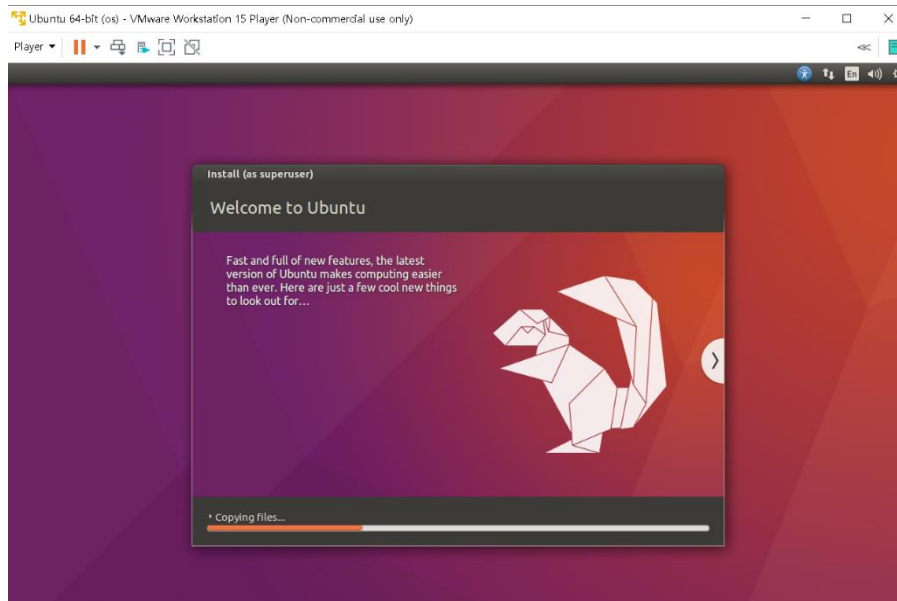 Ubuntu 64-bit (os) - VMware Workstation 15 Player (Non-commercial use only)
Player
En
Install (as superuser)
Welcome to Ubuntu
Fast and full of new features, the latest
version of Ubuntu makes computing easier
than ever. Here are just a few cool new things
to look out for...
Copying files...